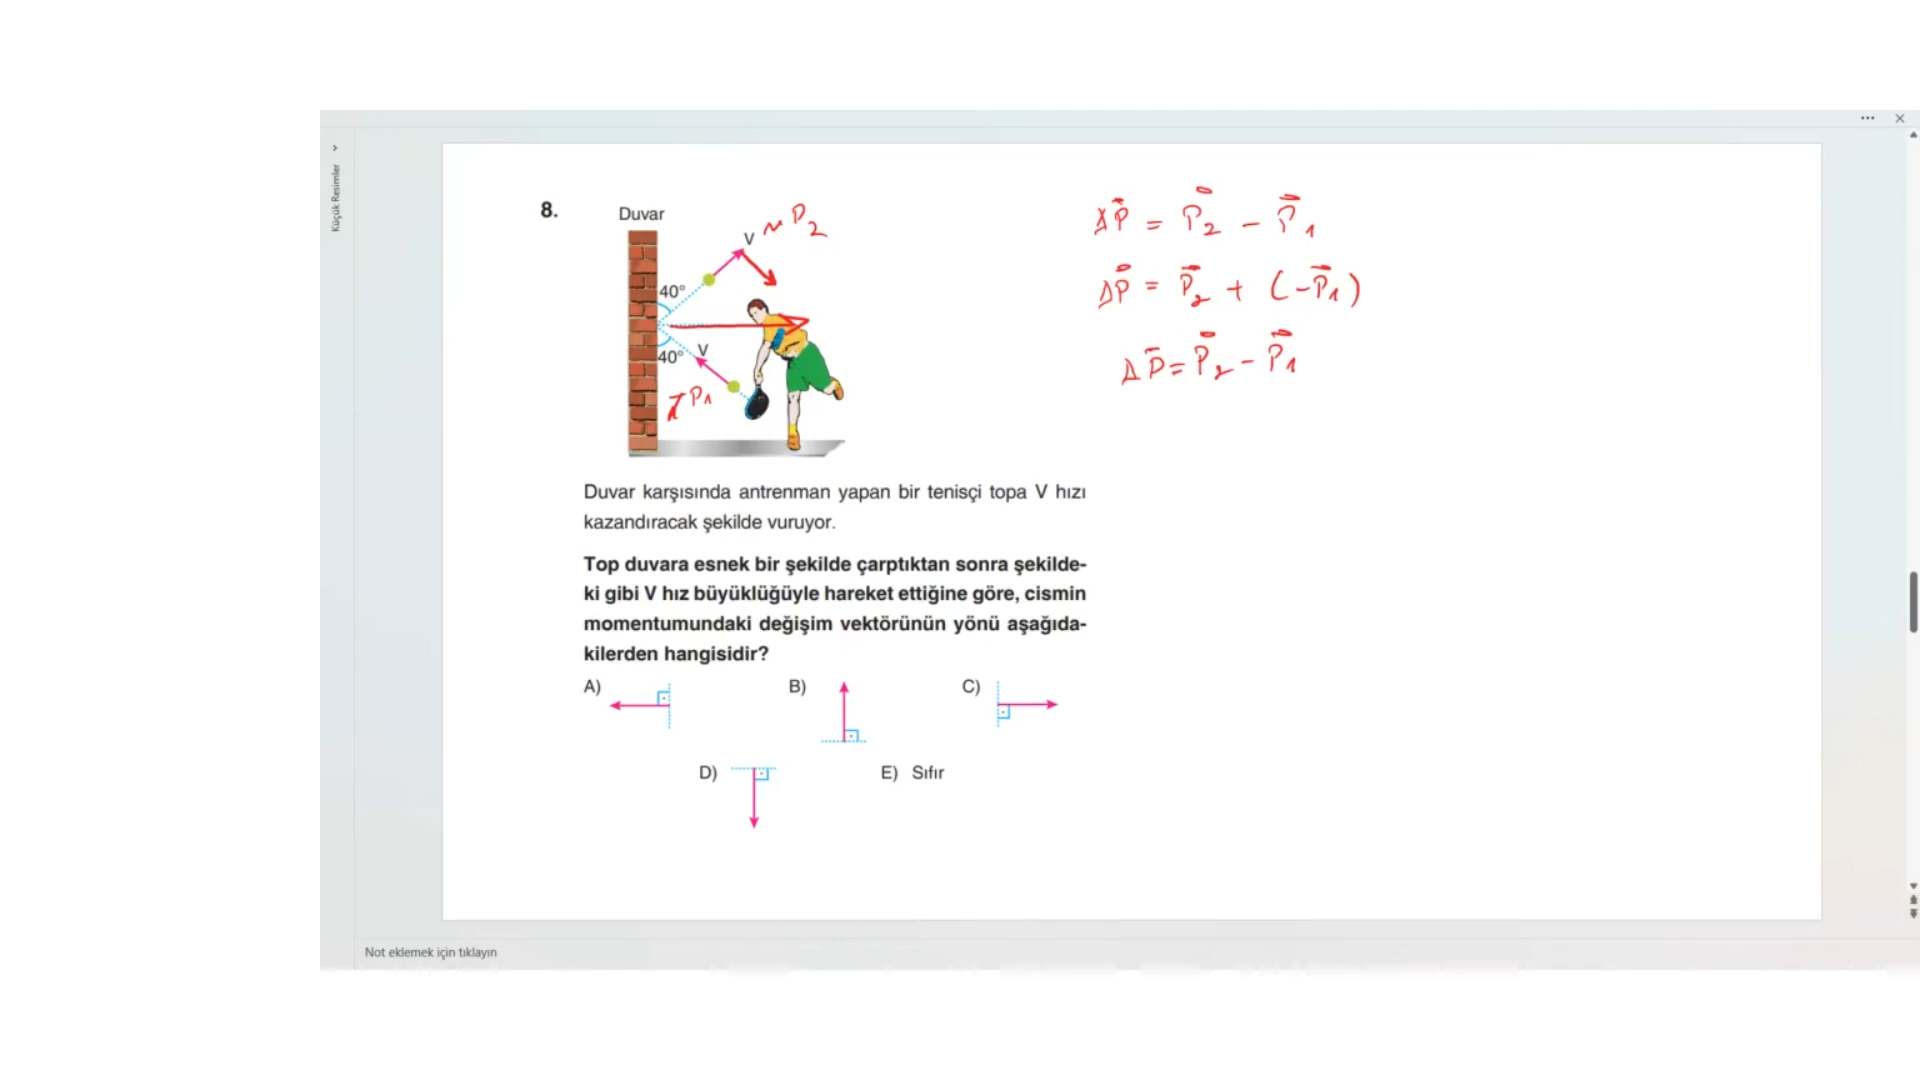 Küçük Resimler
8.
Duvar
V ~ P2
40°
40° V
P1
ΔP = P2 - P1
ΔP = P2 + (-P1)
ΔP = P2 - P1
Duvar karşısında antrenman yapan bir tenisçi topa V hızı
kazandıracak şekilde vuruyor.
Top duvara esnek bir şekilde çarptıktan sonra şekilde-
ki gibi V hız büyüklüğüyle hareket ettiğine göre, cismin
momentumundaki değişim vektörünün yönü aşağıda-
kilerden hangisidir?
A) B) C)
D) E) Sıfır
Not eklemek için tıklayın